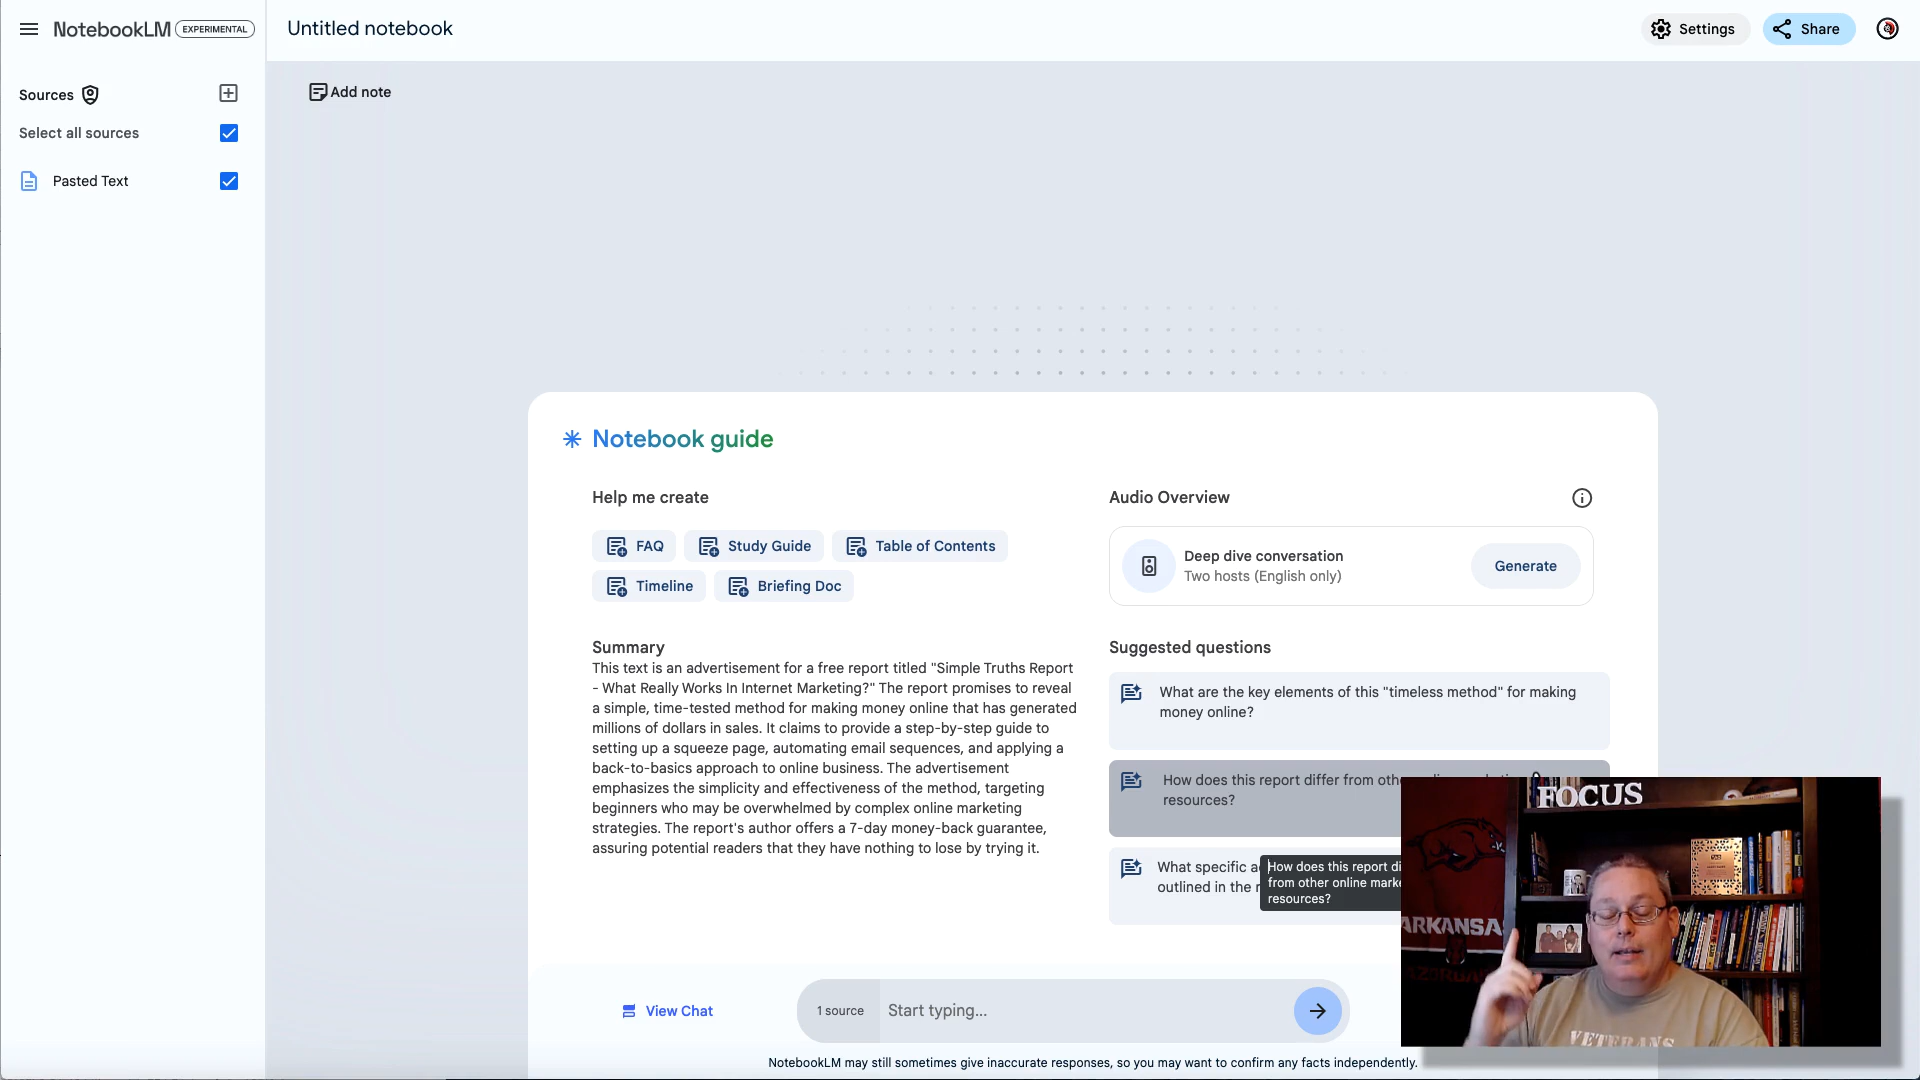 NotebookLM EXPERIMENTAL
Untitled notebook
Settings
Share
Sources
Select all sources
Pasted Text
Add note
Notebook guide
Help me create
FAQ
Study Guide
Table of Contents
Timeline
Briefing Doc
Summary
This text is an advertisement for a free report titled "Simple Truths Report
- What Really Works In Internet Marketing?" The report promises to reveal
a simple, time-tested method for making money online that has generated
millions of dollars in sales. It claims to provide a step-by-step guide to
setting up a squeeze page, automating email sequences, and applying a
back-to-basics approach to online business. The advertisement
emphasizes the simplicity and effectiveness of the method, targeting
beginners who may be overwhelmed by complex online marketing
strategies. The report's author offers a 7-day money-back guarantee,
assuring potential readers that they have nothing to lose by trying it.
Audio Overview
Deep dive conversation
Two hosts (English only)
Generate
Suggested questions
What are the key elements of this "timeless method" for making
money online?
How does this report differ from
resources?
What specific
outlined in the
How does this report
from other online
resources?
FOCUS
ARKANSAS
VETERANS
View Chat
1 source
Start typing...
NotebookLM may still sometimes give inaccurate responses, so you may want to confirm any facts independently.